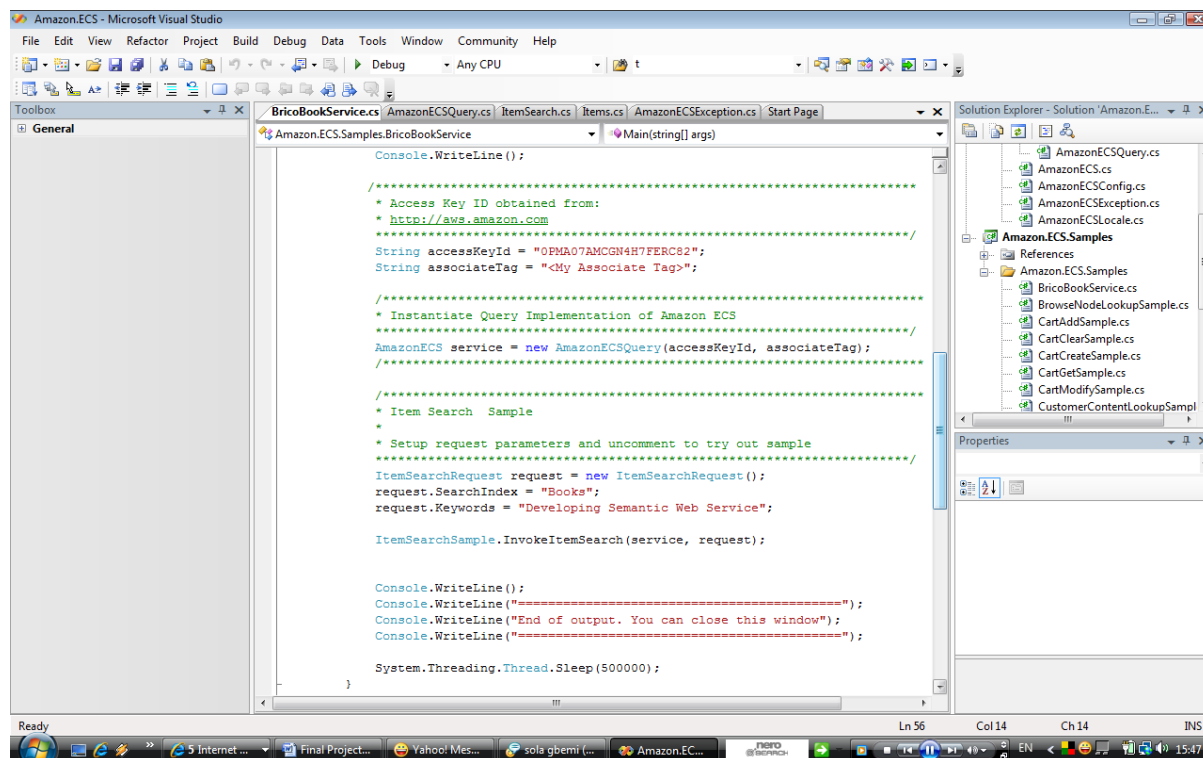 Amazon.ECS - Microsoft Visual Studio
File Edit View Refactor Project Build Debug Data Tools Window Community Help
Debug Any CPU t
Toolbox
General
BricoBookService.cs AmazonECSQuery.cs ItemSearch.cs Items.cs AmazonECSException.cs Start Page
Amazon.ECS.Samples.BricoBookService Main(string[] args)
Console.WriteLine();
/************************************************************************
* Access Key ID obtained from:
* http://aws.amazon.com
***********************************************************************/
String accessKeyId = "0PMA07AMCGN4H7FERC82";
String associateTag = "<My Associate Tag>";
/************************************************************************
* Instantiate Query Implementation of Amazon ECS
***********************************************************************/
AmazonECS service = new AmazonECSQuery(accessKeyId, associateTag);
/************************************************************************
/************************************************************************
* Item Search  Sample
*
* Setup request parameters and uncomment to try out sample
***********************************************************************/
ItemSearchRequest request = new ItemSearchRequest();
request.SearchIndex = "Books";
request.Keywords = "Developing Semantic Web Service";
ItemSearchSample.InvokeItemSearch(service, request);
Console.WriteLine();
Console.WriteLine("===========================================");
Console.WriteLine("End of output. You can close this window");
Console.WriteLine("===========================================");
System.Threading.Thread.Sleep(500000);
}
Solution Explorer - Solution 'Amazon.E...
AmazonECSQuery.cs
AmazonECS.cs
AmazonECSConfig.cs
AmazonECSException.cs
AmazonECSLocale.cs
Amazon.ECS.Samples
References
Amazon.ECS.Samples
BricoBookService.cs
BrowseNodeLookupSample.cs
CartAddSample.cs
CartClearSample.cs
CartCreateSample.cs
CartGetSample.cs
CartModifySample.cs
CustomerContentLookupSampl
Properties
Ready Ln 56 Col 14 Ch 14 INS
5 Internet ... Final Project... Yahoo! Mes... sola gbemi (... Amazon.EC... nero SEARCH EN 15:47